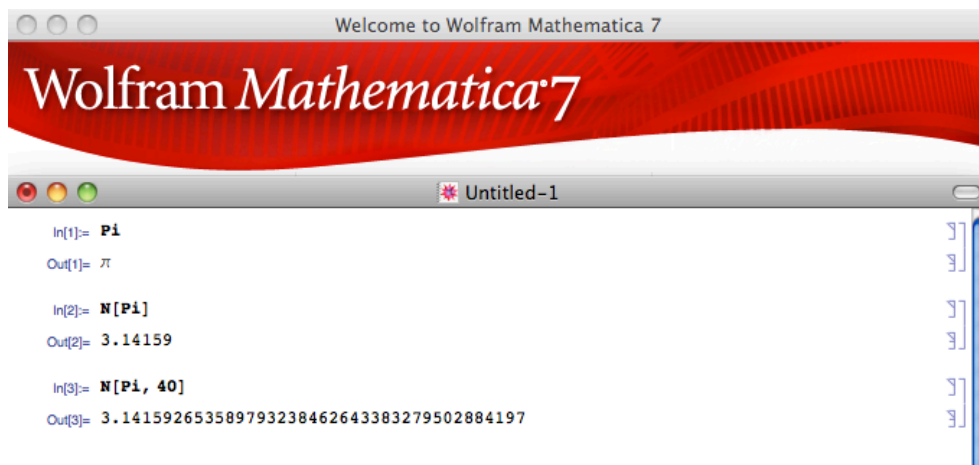 Welcome to Wolfram Mathematica 7
Wolfram Mathematica·7
Untitled-1
In[1]:= Pi
Out[1]= π
In[2]:= N[Pi]
Out[2]= 3.14159
In[3]:= N[Pi, 40]
Out[3]= 3.141592653589793238462643383279502884197